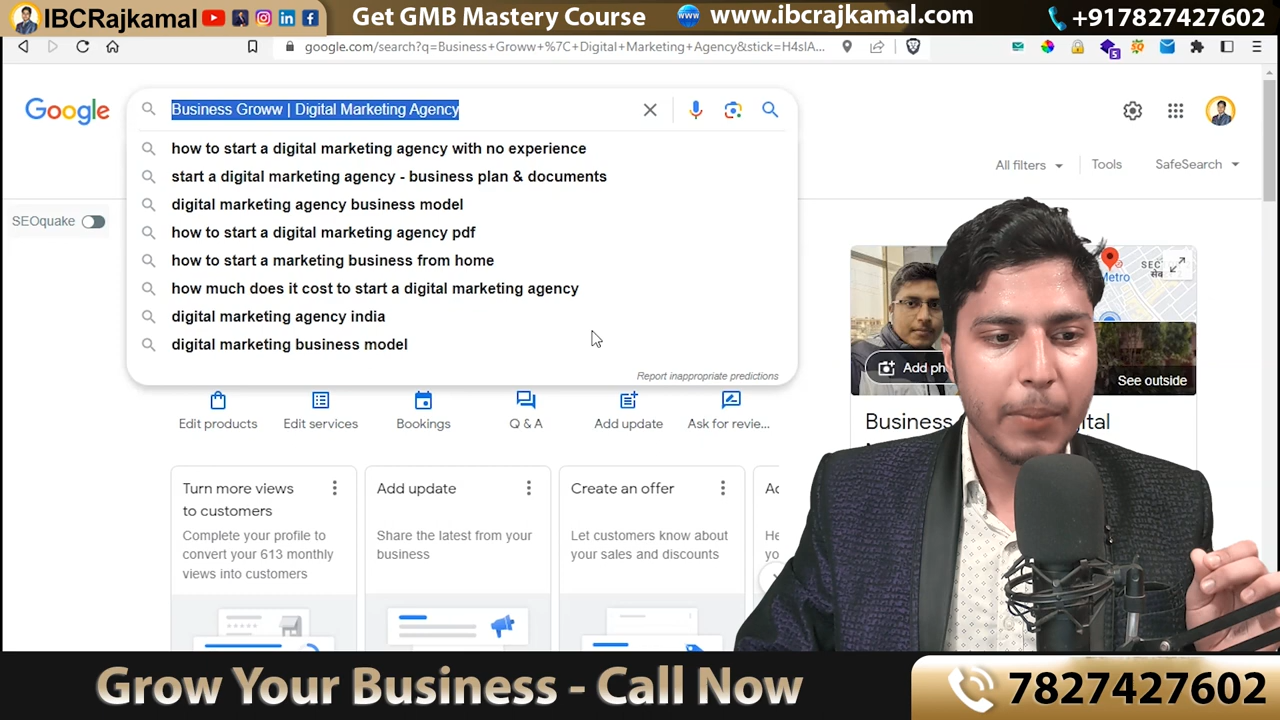 IBCRajkamal
Get GMB Mastery Course
www.ibcrajkamal.com
+917827427602
google.com/search?q=Business+Groww+%7C+Digital+Marketing+Agency&stick=H4sIA...
5
Google
Business Groww | Digital Marketing Agency
how to start a digital marketing agency with no experience
start a digital marketing agency - business plan & documents
digital marketing agency business model
how to start a digital marketing agency pdf
how to start a marketing business from home
how much does it cost to start a digital marketing agency
digital marketing agency india
digital marketing business model
Report inappropriate predictions
All filters
Tools
SafeSearch
SEOquake
Metro
SEC
Add ph
See outside
Business
ital
Edit products
Edit services
Bookings
Q & A
Add update
Ask for revie...
Turn more views
to customers
Complete your profile to
convert your 613 monthly
views into customers
Add update
Share the latest from your
business
Create an offer
Let customers know about
your sales and discounts
Ad
He
yo
Grow Your Business - Call Now
7827427602